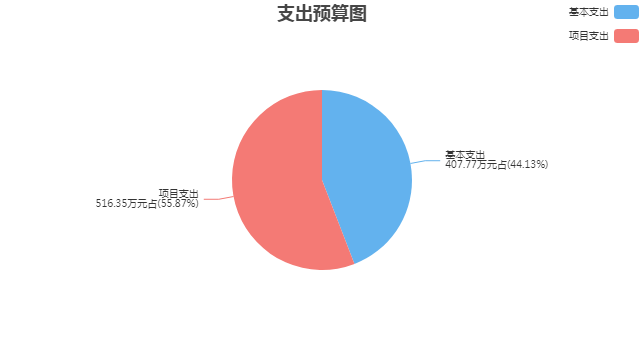 支出预算图
基本支出
项目支出
基本支出
407.77万元占(44.13%)
项目支出
516.35万元占(55.87%)